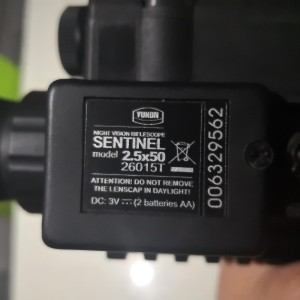 YUKON
NIGHT VISION RIFLESCOPE
SENTINEL
model 2.5x50
26015T
ATTENTION! DO NOT REMOVE
THE LENSCAP IN DAYLIGHT!
DC: 3V ⎓ (2 batteries AA)
006329562